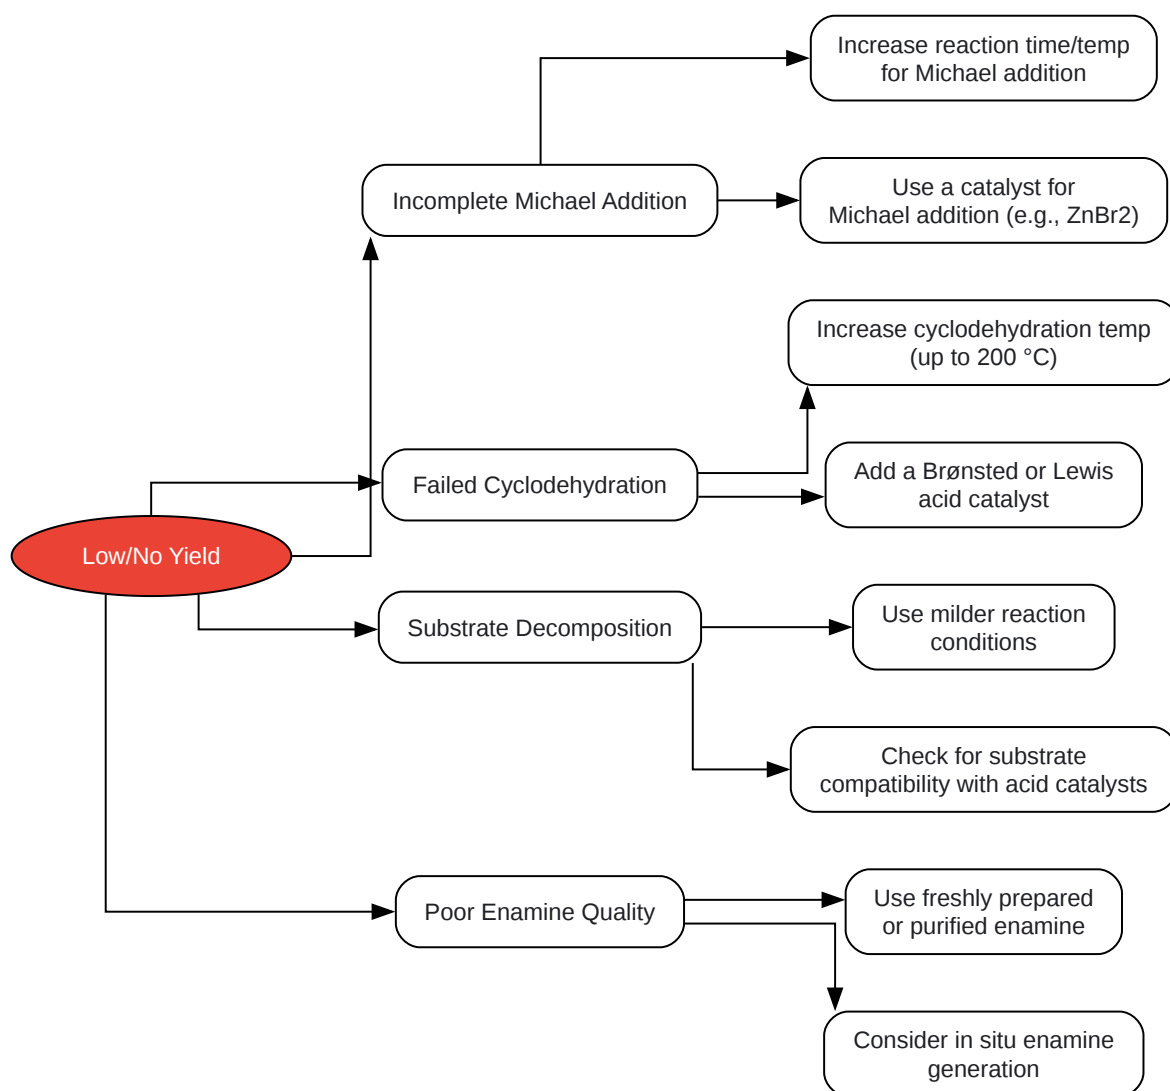 Increase reaction time/temp
for Michael addition
Incomplete Michael Addition
Use a catalyst for
Michael addition (e.g., ZnBr2)
Increase cyclodehydration temp
(up to 200 °C)
Failed Cyclodehydration
Add a Brønsted or Lewis
acid catalyst
Low/No Yield
Substrate Decomposition
Use milder reaction
conditions
Check for substrate
compatibility with acid catalysts
Poor Enamine Quality
Use freshly prepared
or purified enamine
Consider in situ enamine
generation